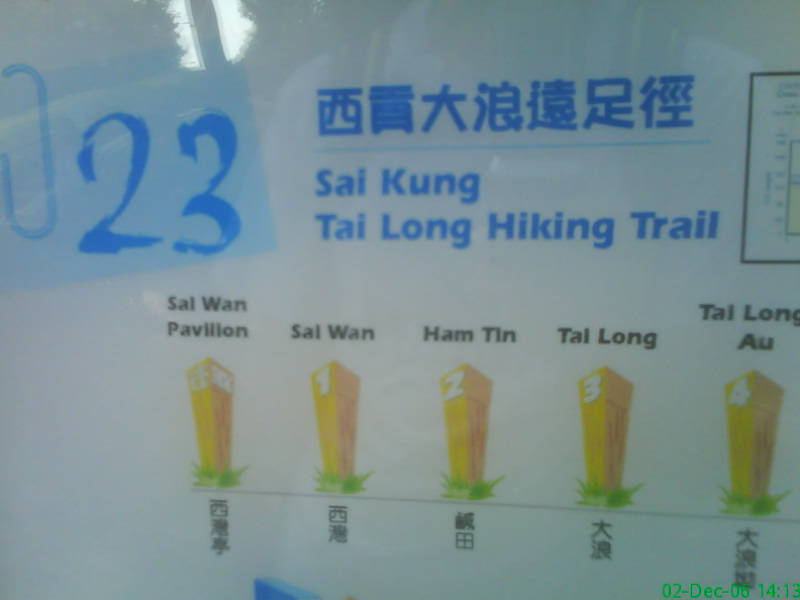 23
西貢大浪遠足徑
Sai Kung
Tai Long Hiking Trail
Sai Wan
Pavilion
Sai Wan
Ham Tin
Tai Long
Tai Long
Au
1
2
3
4
西灣亭
西灣
鹹田
大浪
大浪
02-Dec-06 14:13